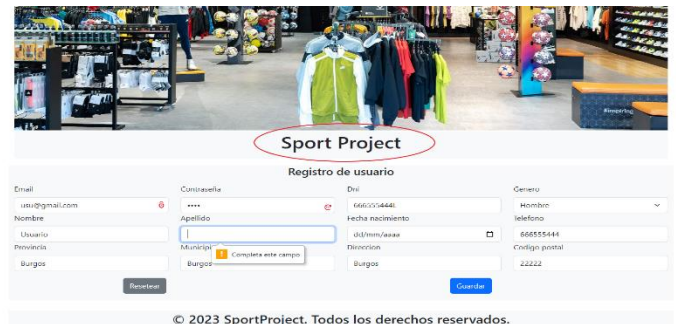 Sport Project
Registro de usuario
Email Contraseña Dni Genero
usu@gmail.com •••• Hombre
Nombre Apellido Fecha nacimiento Telefono
Usuario dd/mm/aaaa 666555444
Provincia Municipi Direccion Codigo postal
Completa este campo
Burgos Burgos Burgos 22222
Resetear Guardar
© 2023 SportProject. Todos los derechos reservados.